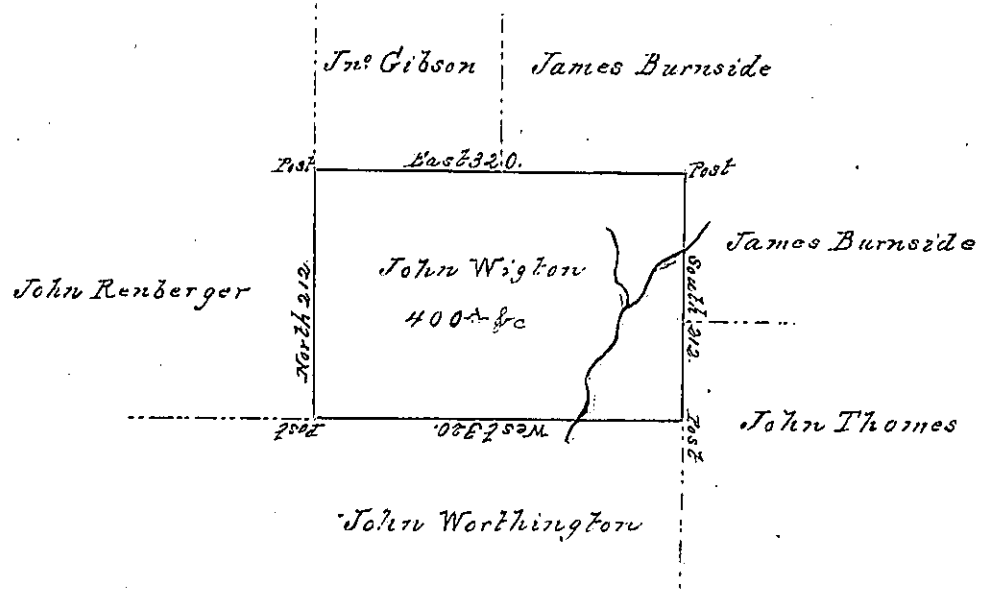 Jnº Gibson
James Burnside
Post
East 320.
Post
James Burnside
John Wigton
John Renberger
North 212.
South 212.
400 A &c
Post
West 320.
Post
John Thomes
John Worthington